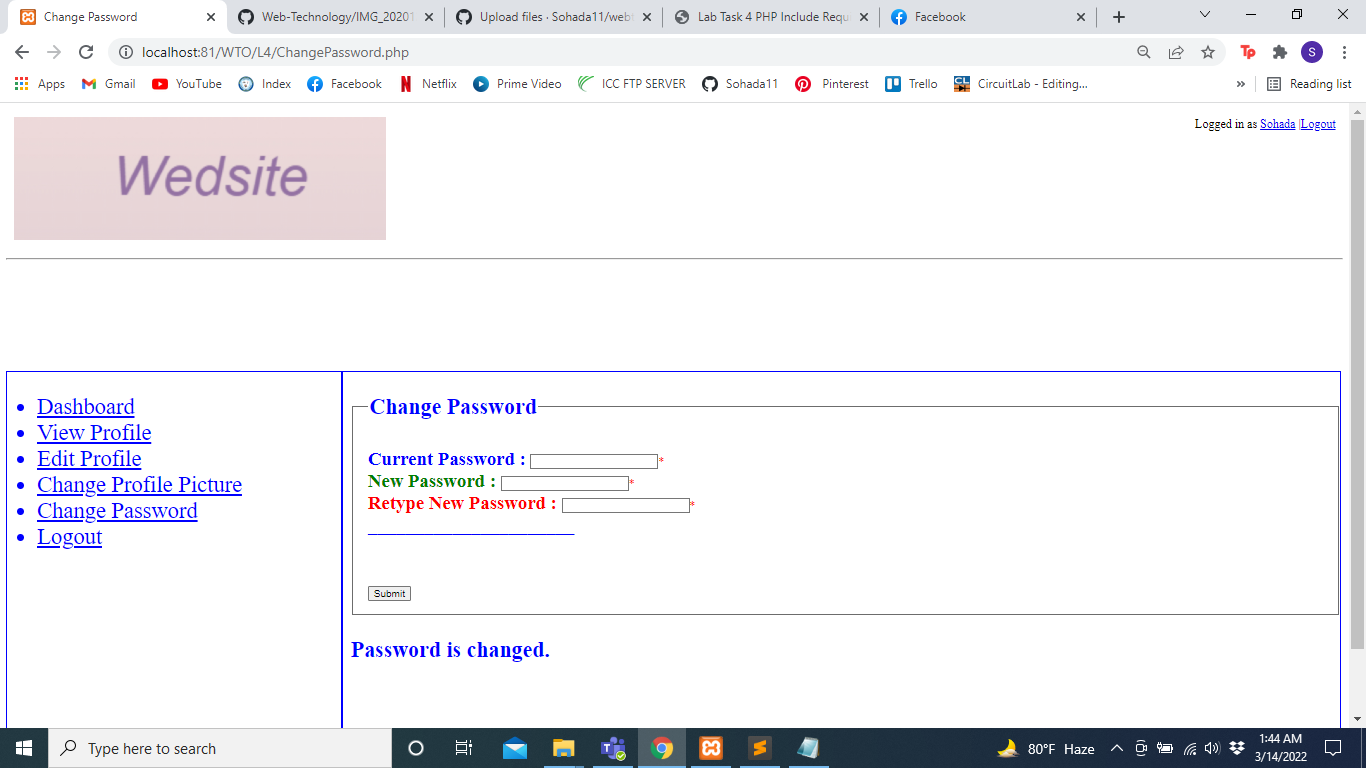 Change Password
Web-Technology/IMG_20201
Upload files · Sohada11/web
Lab Task 4 PHP Include Requ
Facebook
localhost:81/WTO/L4/ChangePassword.php
S
Tp
Apps
Gmail
YouTube
Index
Facebook
Netflix
Prime Video
ICC FTP SERVER
Sohada11
Pinterest
Trello
CircuitLab - Editing...
»
Reading list
Wedsite
Logged in as Sohada |Logout
Dashboard
View Profile
Edit Profile
Change Profile Picture
Change Password
Logout
Change Password
Current Password : *
New Password : *
Retype New Password : *
Submit
Password is changed.
Type here to search
80°F Haze
1:44 AM
3/14/2022